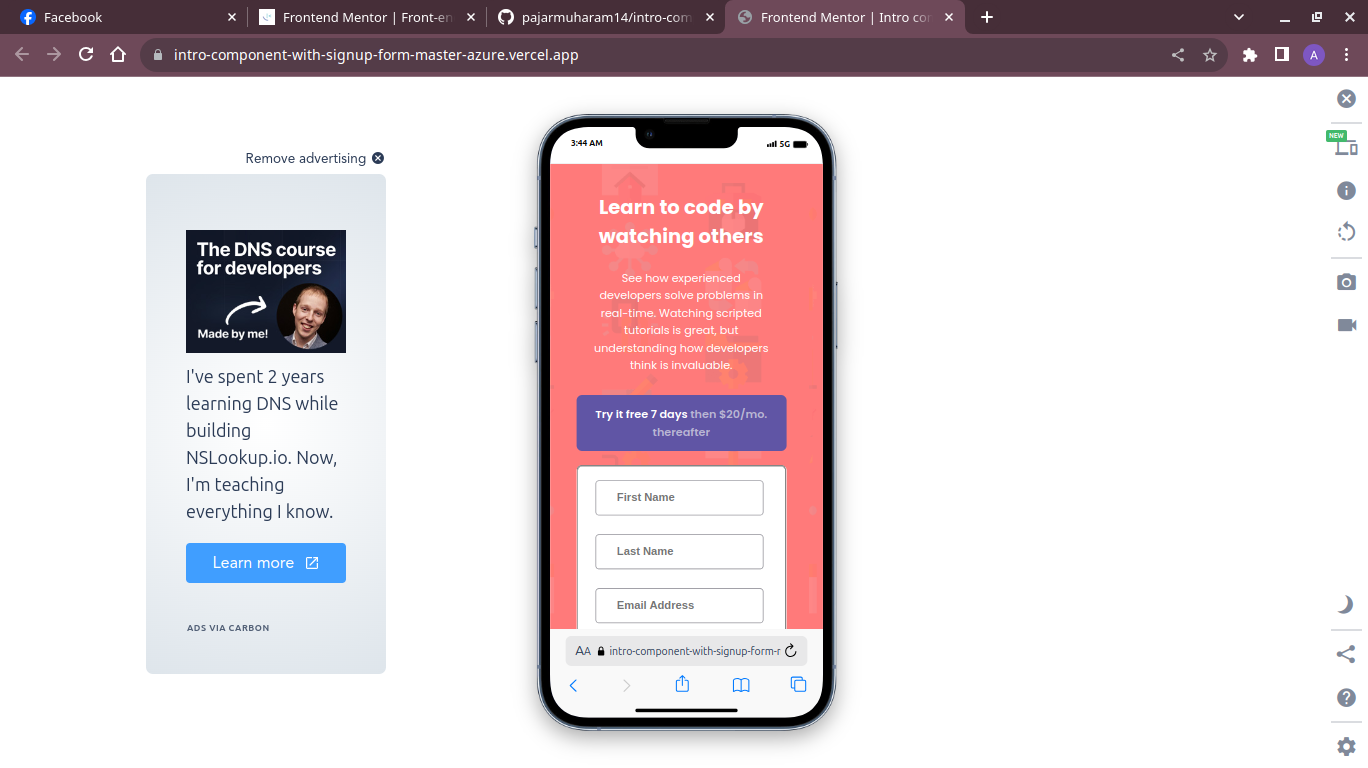 Facebook
Frontend Mentor | Front-en
pajarmuharam14/intro-com
Frontend Mentor | Intro con
intro-component-with-signup-form-master-azure.vercel.app
A
Remove advertising
The DNS course
for developers
Made by me!
I've spent 2 years
learning DNS while
building
NSLookup.io. Now,
I'm teaching
everything I know.
Learn more
ADS VIA CARBON
3:44 AM
5G
Learn to code by
watching others
See how experienced
developers solve problems in
real-time. Watching scripted
tutorials is great, but
understanding how developers
think is invaluable.
Try it free 7 days then $20/mo.
thereafter
First Name
Last Name
Email Address
AA intro-component-with-signup-form-r
NEW